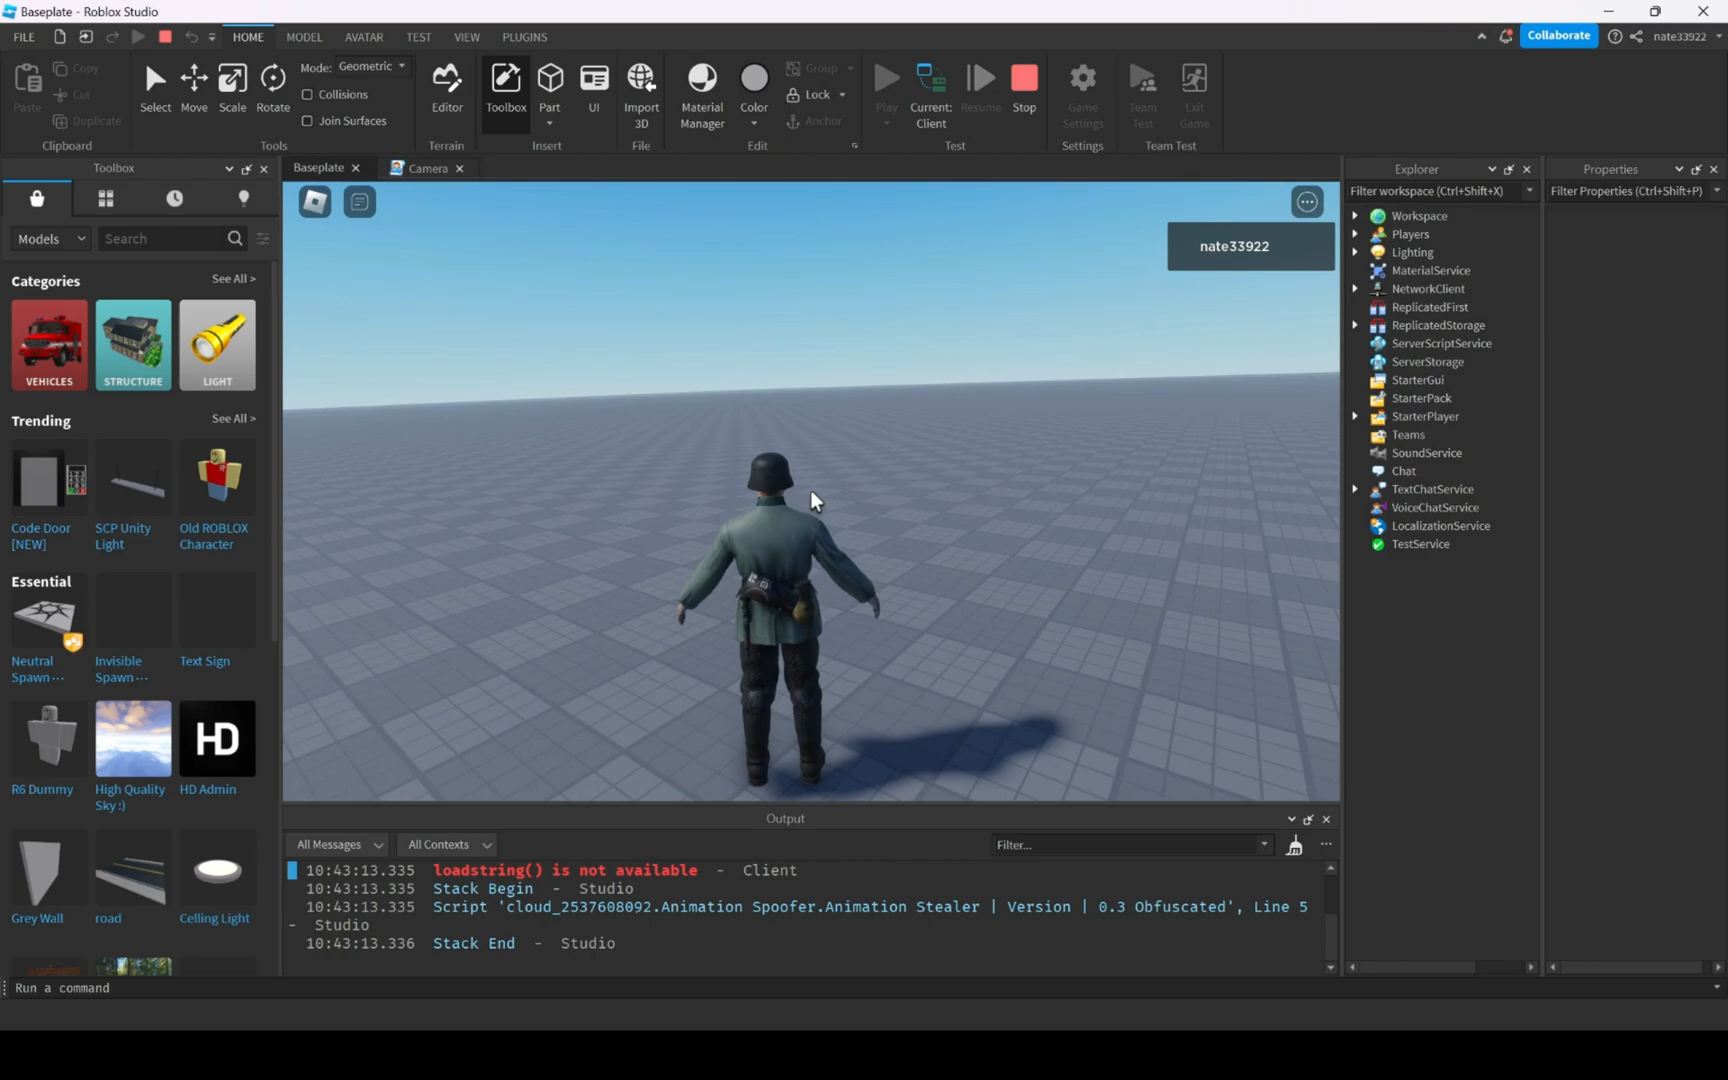 Baseplate - Roblox Studio
FILE
HOME
MODEL
AVATAR
TEST
VIEW
PLUGINS
Collaborate
nate33922
Paste
Copy
Cut
Duplicate
Clipboard
Select
Move
Scale
Rotate
Mode: Geometric
Collisions
Join Surfaces
Tools
Editor
Terrain
Toolbox
Part
UI
Insert
Import
3D
File
Material
Manager
Color
Group
Lock
Anchor
Edit
Play
Current:
Client
Resume
Stop
Test
Game
Settings
Settings
Team
Test
Exit
Game
Team Test
Toolbox
Models
Search
Categories
See All >
VEHICLES
STRUCTURE
LIGHT
Trending
See All >
Code Door
[NEW]
SCP Unity
Light
Old ROBLOX
Character
Essential
Neutral
Spawn ···
Invisible
Spawn ···
Text Sign
HD
R6 Dummy
High Quality
Sky :)
HD Admin
Grey Wall
road
Celling Light
Baseplate
Camera
nate33922
Output
All Messages
All Contexts
Filter...
10:43:13.335 loadstring() is not available - Client
10:43:13.335 Stack Begin - Studio
10:43:13.335 Script 'cloud_2537608092.Animation Spoofer.Animation Stealer | Version | 0.3 Obfuscated', Line 5
- Studio
10:43:13.336 Stack End - Studio
Run a command
Explorer
Filter workspace (Ctrl+Shift+X)
Workspace
Players
Lighting
MaterialService
NetworkClient
ReplicatedFirst
ReplicatedStorage
ServerScriptService
ServerStorage
StarterGui
StarterPack
StarterPlayer
Teams
SoundService
Chat
TextChatService
VoiceChatService
LocalizationService
TestService
Properties
Filter Properties (Ctrl+Shift+P)